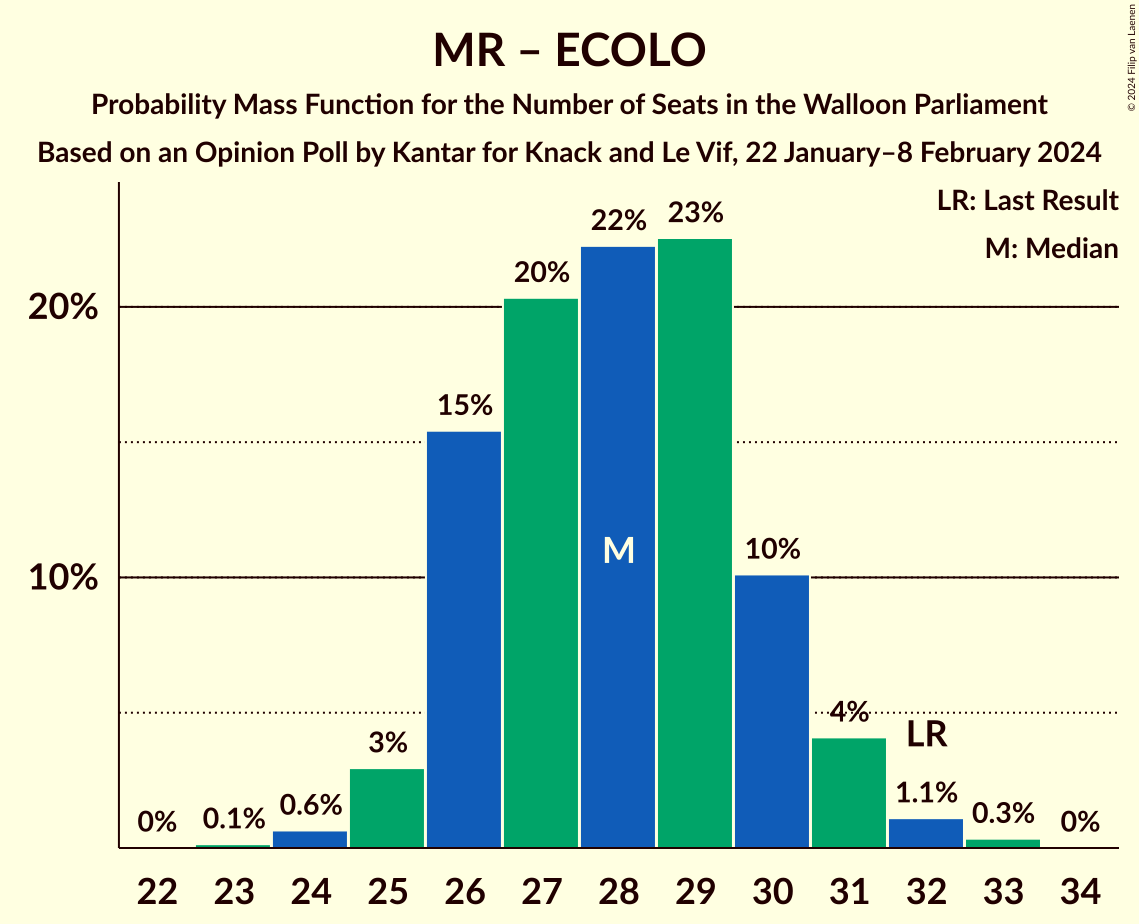 MR – ECOLO
Probability Mass Function for the Number of Seats in the Walloon Parliament
Based on an Opinion Poll by Kantar for Knack and Le Vif, 22 January–8 February 2024
© 2024 Filip van Laenen
LR: Last Result
M: Median
20%
10%
0%
0.1%
0.6%
3%
15%
20%
22%
23%
10%
4%
1.1%
0.3%
0%
M
LR
22 23 24 25 26 27 28 29 30 31 32 33 34